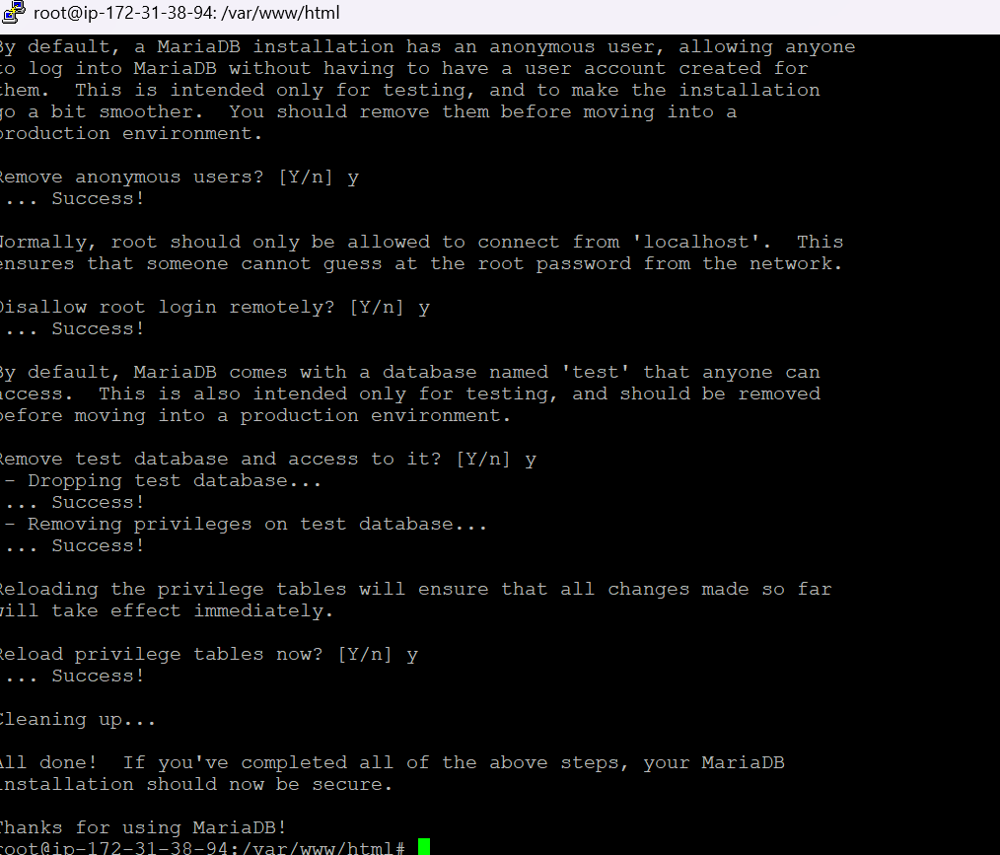 root@ip-172-31-38-94: /var/www/html
By default, a MariaDB installation has an anonymous user, allowing anyone
to log into MariaDB without having to have a user account created for
them.  This is intended only for testing, and to make the installation
go a bit smoother.  You should remove them before moving into a
production environment.

Remove anonymous users? [Y/n] y
... Success!

Normally, root should only be allowed to connect from 'localhost'.  This
ensures that someone cannot guess at the root password from the network.

Disallow root login remotely? [Y/n] y
... Success!

By default, MariaDB comes with a database named 'test' that anyone can
access.  This is also intended only for testing, and should be removed
before moving into a production environment.

Remove test database and access to it? [Y/n] y
- Dropping test database...
... Success!
- Removing privileges on test database...
... Success!

Reloading the privilege tables will ensure that all changes made so far
will take effect immediately.

Reload privilege tables now? [Y/n] y
... Success!

Cleaning up...

All done!  If you've completed all of the above steps, your MariaDB
installation should now be secure.

Thanks for using MariaDB!
root@ip-172-31-38-94:/var/www/html#